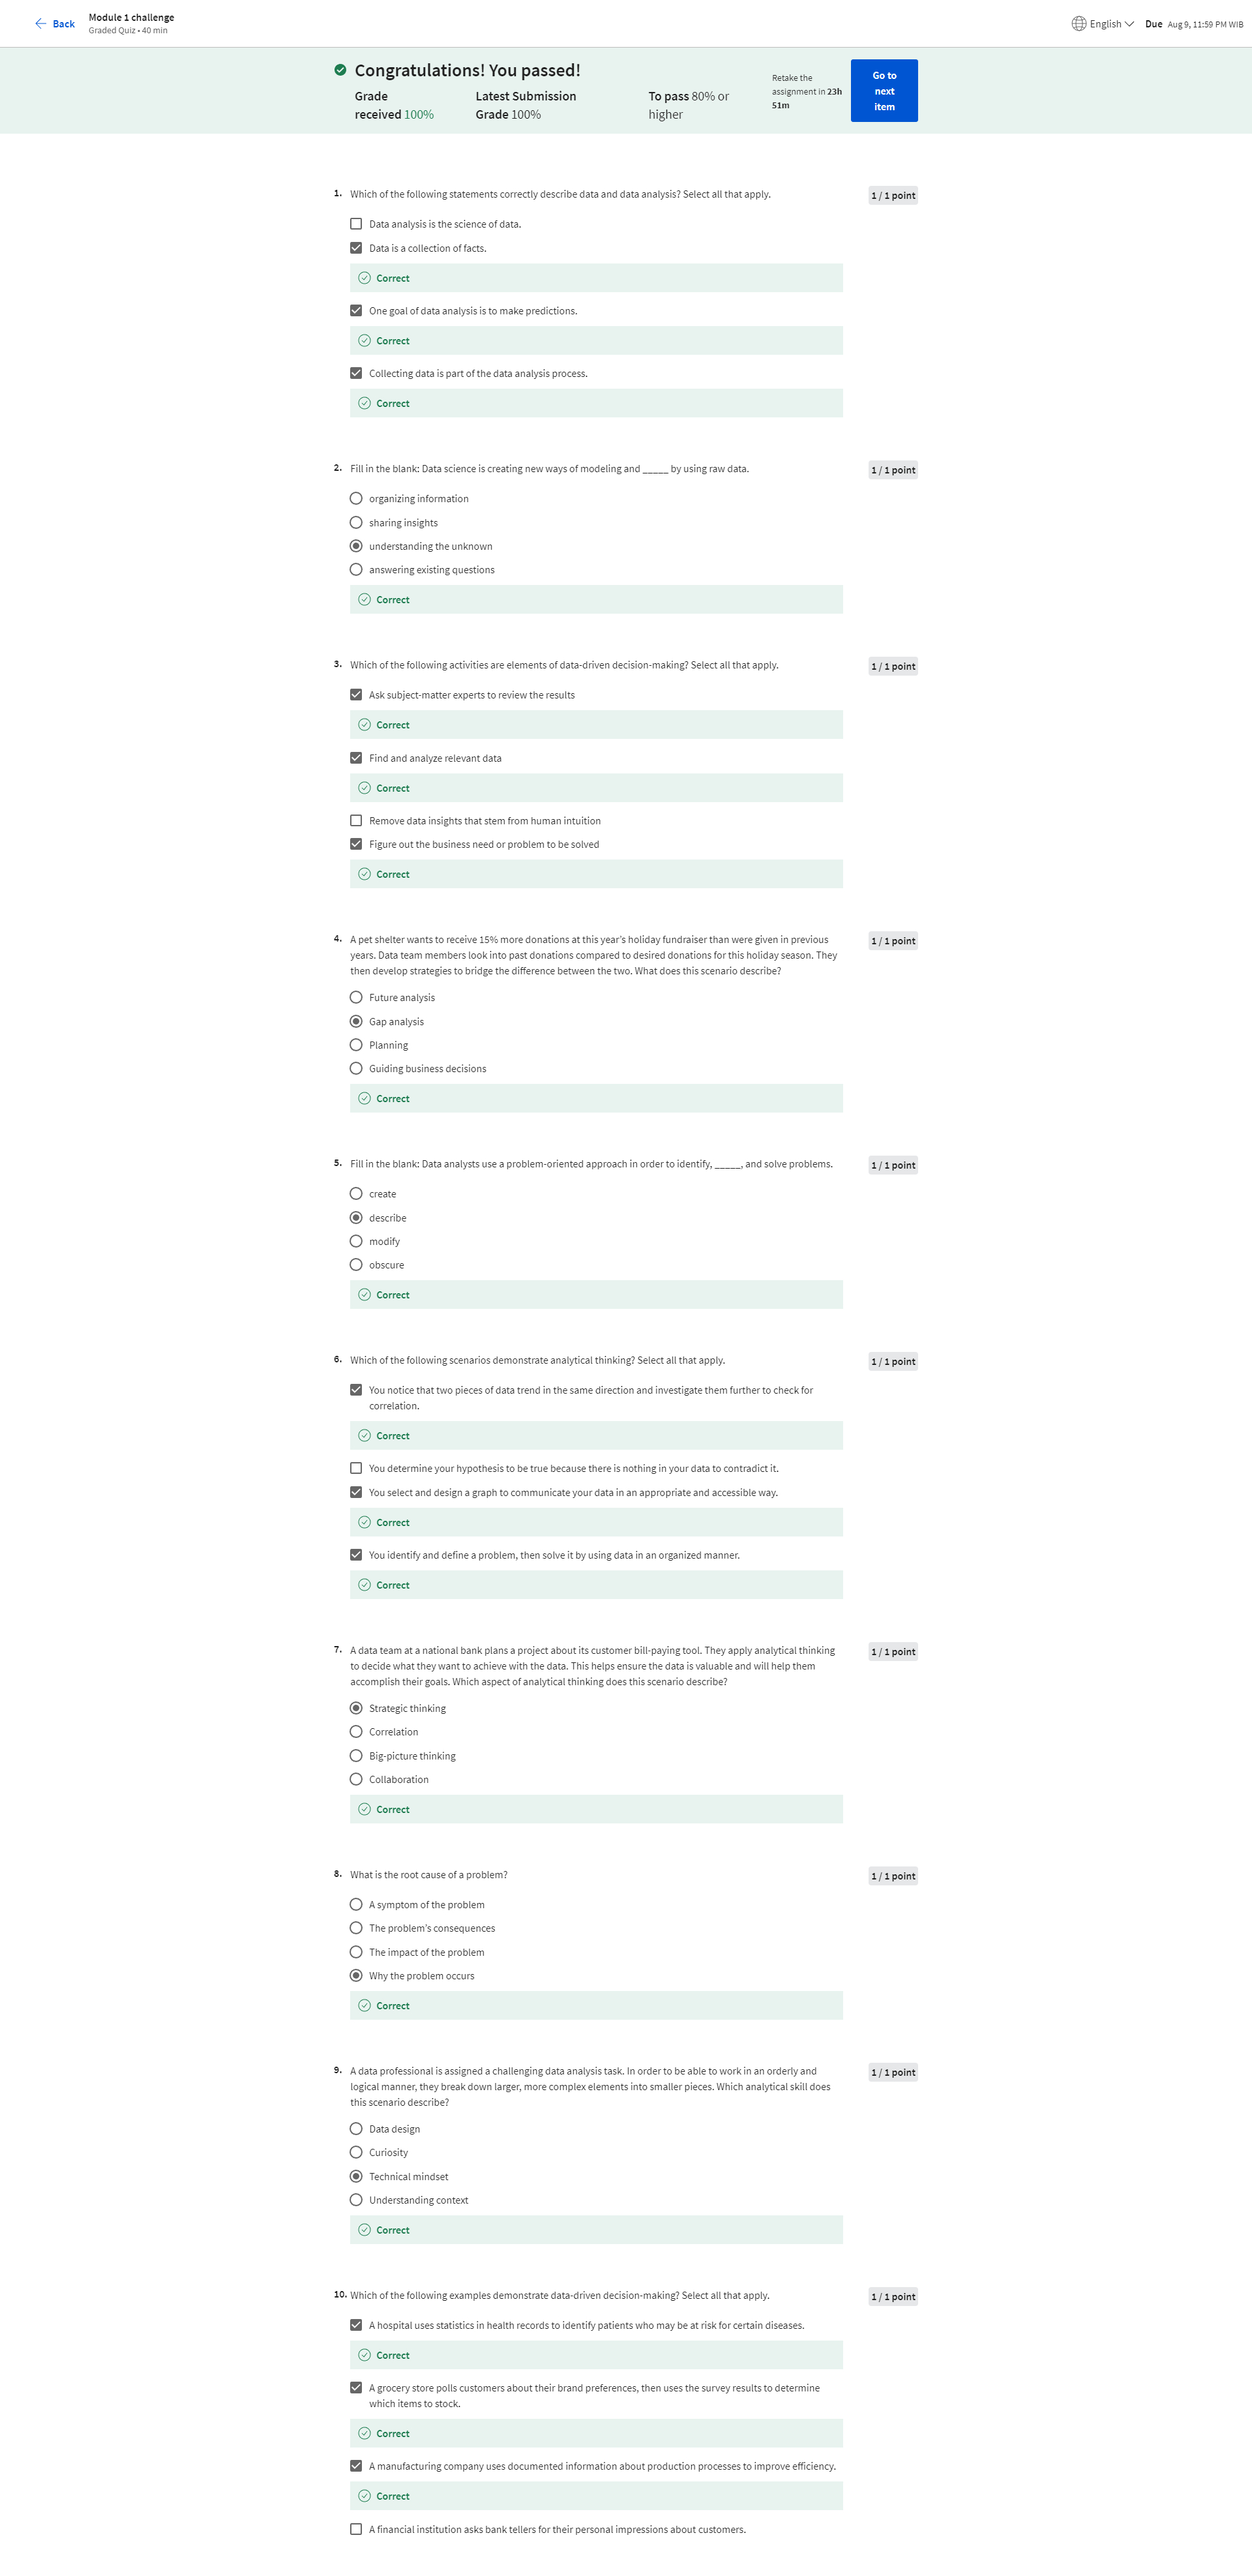 Back
Module 1 challenge
Graded Quiz • 40 min
English
Due Aug 9, 11:59 PM WIB
Congratulations! You passed!
Grade
received 100%
Latest Submission
Grade 100%
To pass 80% or
higher
Retake the
assignment in 23h
51m
Go to
next
item
1. Which of the following statements correctly describe data and data analysis? Select all that apply.
1 / 1 point
Data analysis is the science of data.
Data is a collection of facts.
Correct
One goal of data analysis is to make predictions.
Correct
Collecting data is part of the data analysis process.
Correct
2. Fill in the blank: Data science is creating new ways of modeling and _____ by using raw data.
1 / 1 point
organizing information
sharing insights
understanding the unknown
answering existing questions
Correct
3. Which of the following activities are elements of data-driven decision-making? Select all that apply.
1 / 1 point
Ask subject-matter experts to review the results
Correct
Find and analyze relevant data
Correct
Remove data insights that stem from human intuition
Figure out the business need or problem to be solved
Correct
4. A pet shelter wants to receive 15% more donations at this year’s holiday fundraiser than were given in previous
years. Data team members look into past donations compared to desired donations for this holiday season. They
then develop strategies to bridge the difference between the two. What does this scenario describe?
1 / 1 point
Future analysis
Gap analysis
Planning
Guiding business decisions
Correct
5. Fill in the blank: Data analysts use a problem-oriented approach in order to identify, _____, and solve problems.
1 / 1 point
create
describe
modify
obscure
Correct
6. Which of the following scenarios demonstrate analytical thinking? Select all that apply.
1 / 1 point
You notice that two pieces of data trend in the same direction and investigate them further to check for
correlation.
Correct
You determine your hypothesis to be true because there is nothing in your data to contradict it.
You select and design a graph to communicate your data in an appropriate and accessible way.
Correct
You identify and define a problem, then solve it by using data in an organized manner.
Correct
7. A data team at a national bank plans a project about its customer bill-paying tool. They apply analytical thinking
to decide what they want to achieve with the data. This helps ensure the data is valuable and will help them
accomplish their goals. Which aspect of analytical thinking does this scenario describe?
1 / 1 point
Strategic thinking
Correlation
Big-picture thinking
Collaboration
Correct
8. What is the root cause of a problem?
1 / 1 point
A symptom of the problem
The problem’s consequences
The impact of the problem
Why the problem occurs
Correct
9. A data professional is assigned a challenging data analysis task. In order to be able to work in an orderly and
logical manner, they break down larger, more complex elements into smaller pieces. Which analytical skill does
this scenario describe?
1 / 1 point
Data design
Curiosity
Technical mindset
Understanding context
Correct
10. Which of the following examples demonstrate data-driven decision-making? Select all that apply.
1 / 1 point
A hospital uses statistics in health records to identify patients who may be at risk for certain diseases.
Correct
A grocery store polls customers about their brand preferences, then uses the survey results to determine
which items to stock.
Correct
A manufacturing company uses documented information about production processes to improve efficiency.
Correct
A financial institution asks bank tellers for their personal impressions about customers.